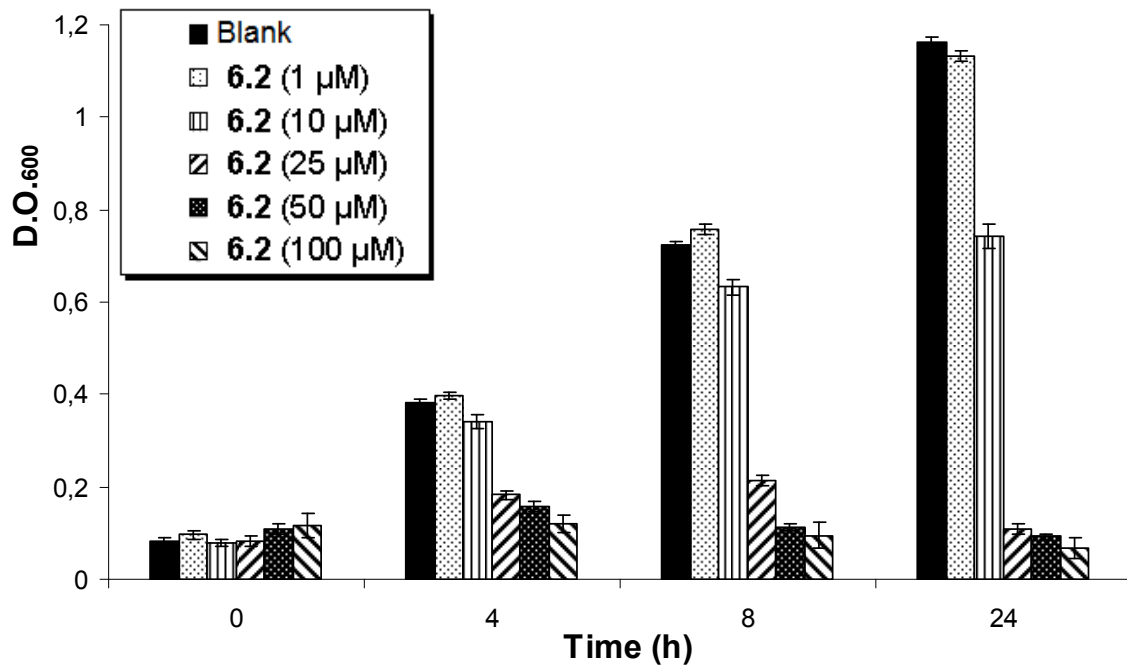 1,2
1
0,8
0,6
0,4
0,2
0
D.O.600
Blank
6.2 (1 µM)
6.2 (10 µM)
6.2 (25 µM)
6.2 (50 µM)
6.2 (100 µM)
0 4 8 24
Time (h)